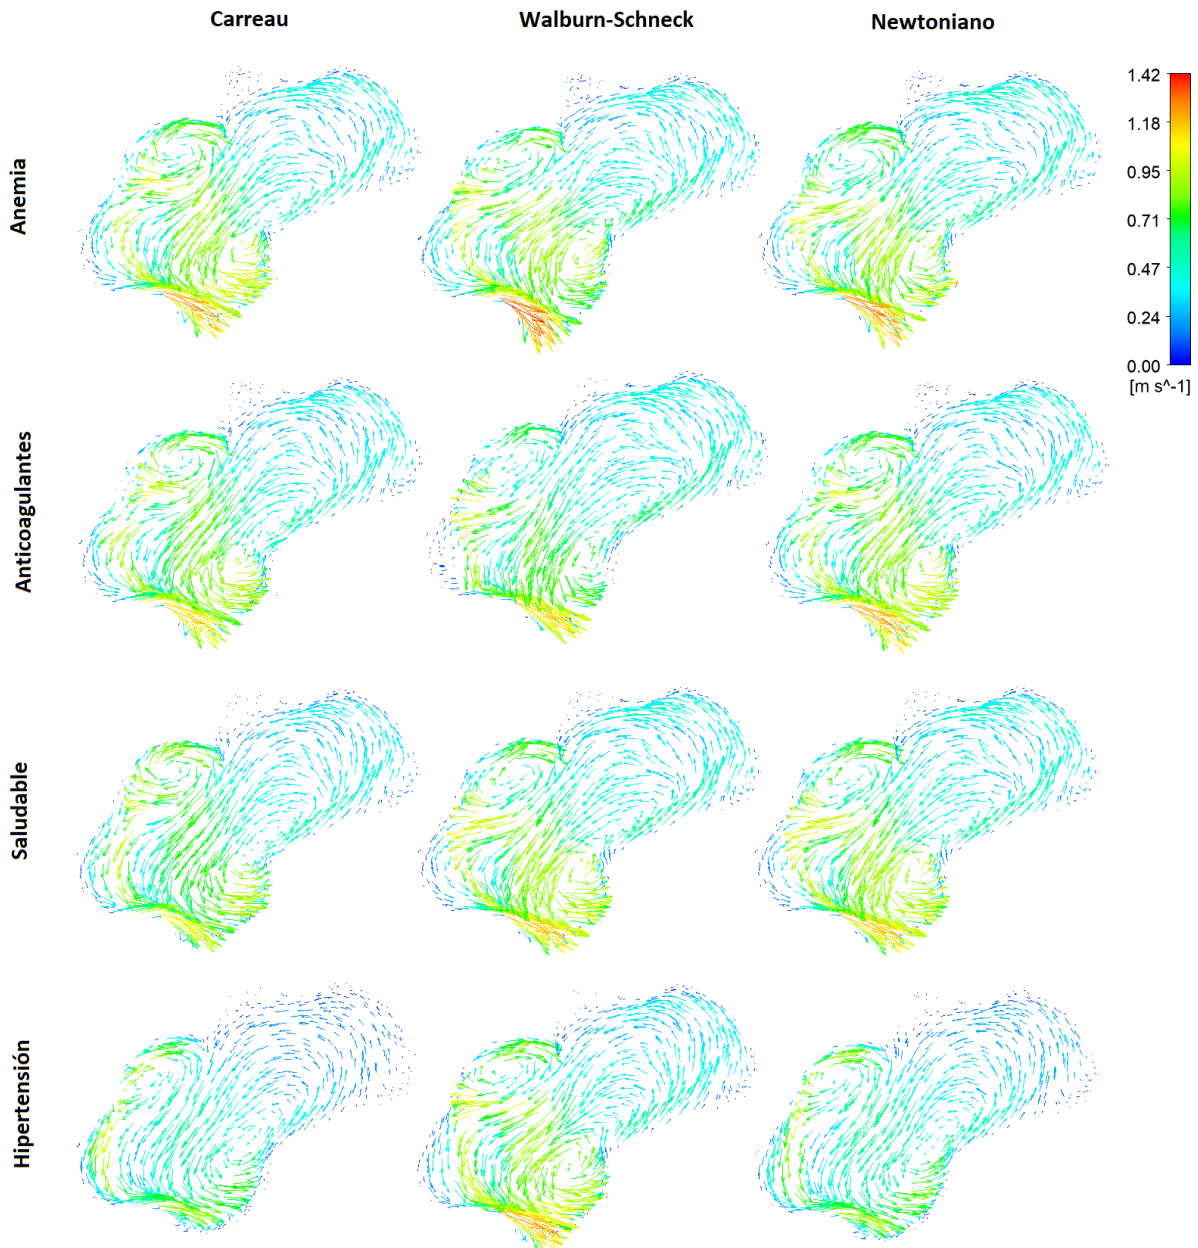 Carreau
Walburn-Schneck
Newtoniano
1.42
1.18
0.95
0.71
0.47
0.24
0.00
[m s^-1]
Anemia
Anticoagulantes
Saludable
Hipertensión